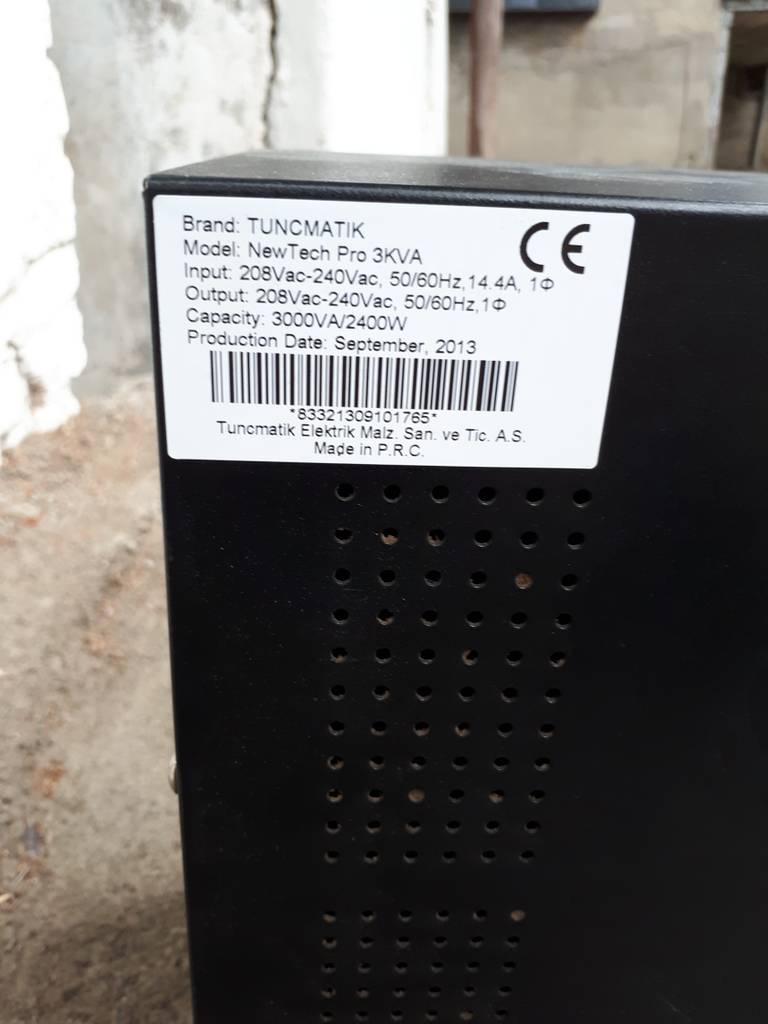 Brand: TUNCMATIK
Model: NewTech Pro 3KVA
CE
Input: 208Vac-240Vac, 50/60Hz,14.4A, 1Φ
Output: 208Vac-240Vac, 50/60Hz,1Φ
Capacity: 3000VA/2400W
Production Date: September, 2013
*83321309101765*
Tuncmatik Elektrik Malz. San. ve Tic. A.S.
Made in P.R.C.